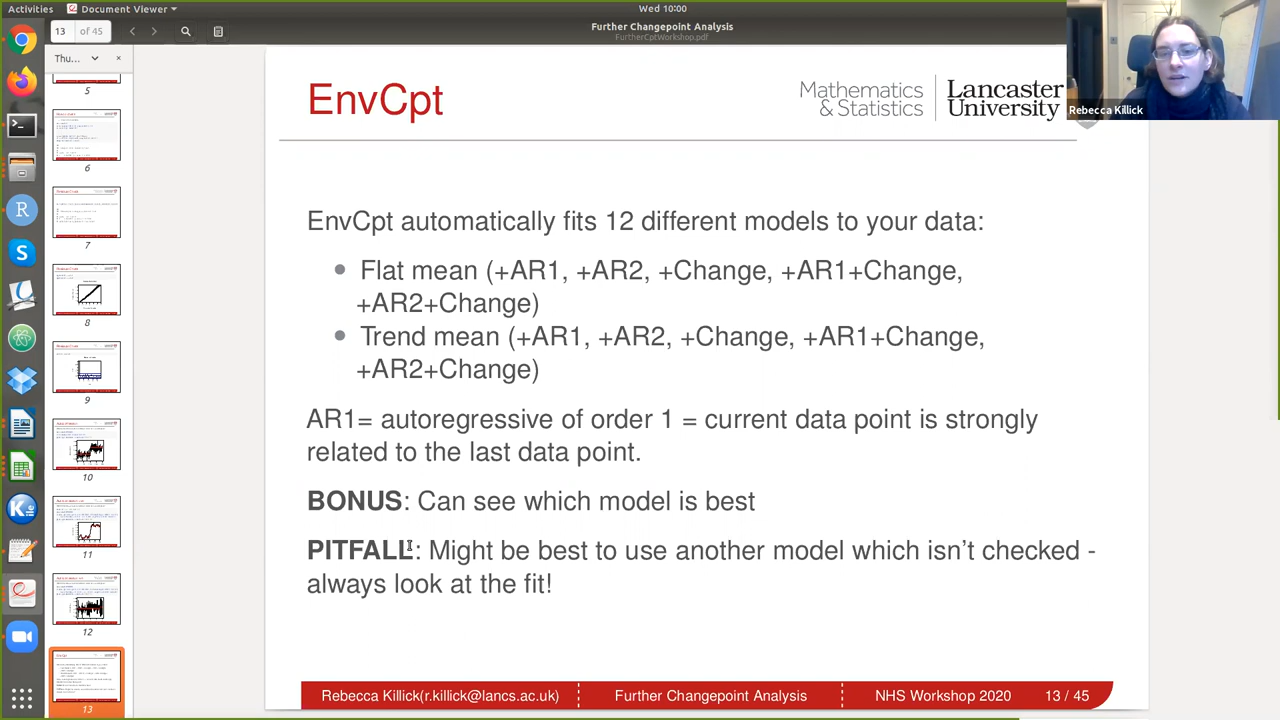 Activities
Document Viewer
Wed 10:00
13
of 45
Further Changepoint Analysis
FurtherCptWorkshop.pdf
Thu...
5
6
7
8
9
10
11
12
13
EnvCpt
Mathematics
& Statistics
Lancaster
University
Rebecca Killick
EnvCpt automatically fits 12 different models to your data:
Flat mean (+AR1, +AR2, +Change, +AR1+Change,
+AR2+Change)
Trend mean (+AR1, +AR2, +Change, +AR1+Change,
+AR2+Change)
AR1= autoregressive of order 1 = current data point is strongly
related to the last data point.
BONUS: Can see which model is best
PITFALL: Might be best to use another model which isn't checked -
always look at the fit!
Rebecca Killick(r.killick@lancs.ac.uk)
Further Changepoint Analysis
NHS Workshop 2020
13 / 45